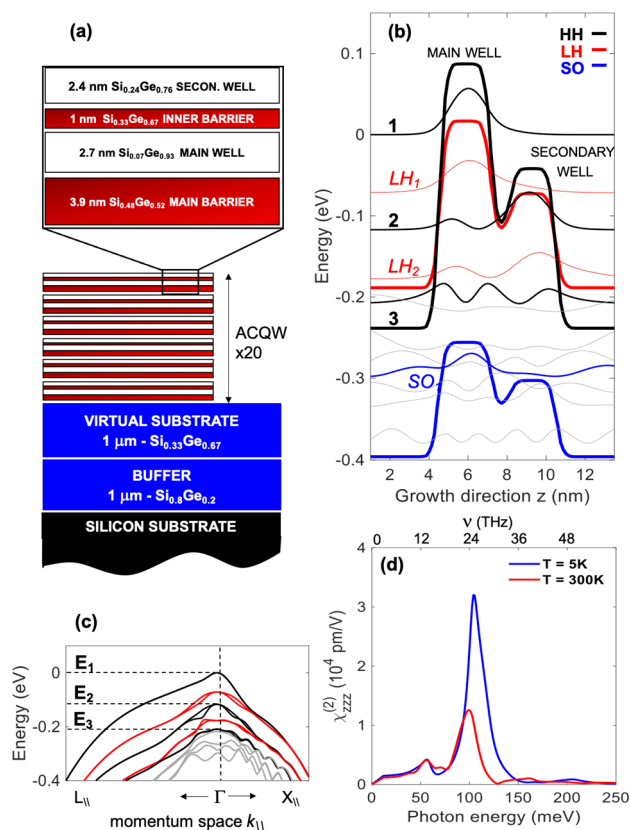 (a)
2.4 nm Si0.24Ge0.76 SECON. WELL
1 nm Si0.33Ge0.67 INNER BARRIER
2.7 nm Si0.07Ge0.93 MAIN WELL
3.9 nm Si0.48Ge0.52 MAIN BARRIER
ACQW
x20
VIRTUAL SUBSTRATE
1 μm - Si0.33Ge0.67
BUFFER
1 μm - Si0.8Ge0.2
SILICON SUBSTRATE
(b)
HH
LH
SO
MAIN WELL
SECONDARY
WELL
1
LH1
2
LH2
3
SO
0.1
0
-0.1
-0.2
-0.3
-0.4
Energy (eV)
2 4 6 8 10 12
Growth direction z (nm)
(c)
E1
E2
E3
0
-0.2
-0.4
Energy (eV)
L\\ Γ X\\
momentum space k||
ν (THz)
0 12 24 36 48
(d)
T = 5K
T = 300K
4
3
2
1
0
χ(2)zzz (10⁴ pm/V)
0 50 100 150 200 250
Photon energy (meV)